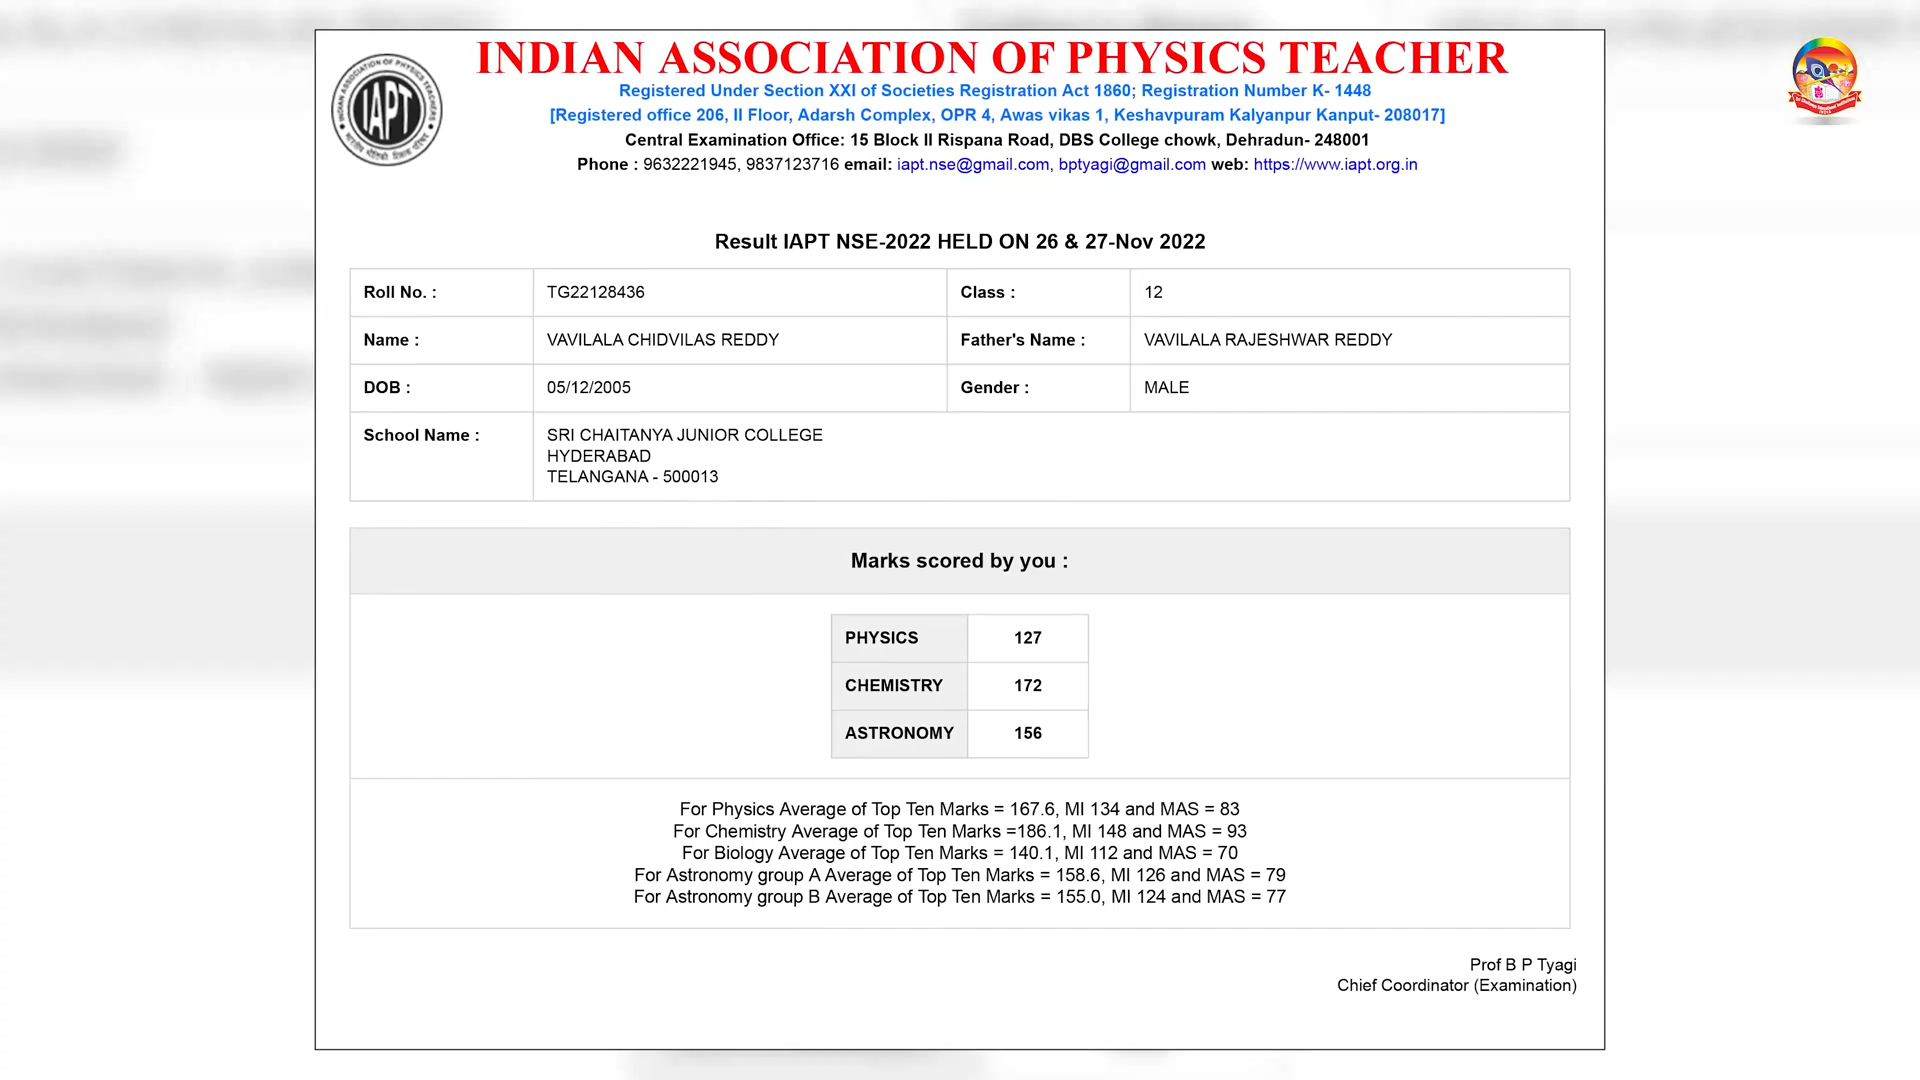 INDIAN ASSOCIATION OF PHYSICS TEACHER
Registered Under Section XXI of Societies Registration Act 1860; Registration Number K- 1448
[Registered office 206, II Floor, Adarsh Complex, OPR 4, Awas vikas 1, Keshavpuram Kalyanpur Kanput- 208017]
Central Examination Office: 15 Block II Rispana Road, DBS College chowk, Dehradun- 248001
Phone : 9632221945, 9837123716 email: iapt.nse@gmail.com, bptyagi@gmail.com web: https://www.iapt.org.in
INDIAN ASSOCIATION OF PHYSICS TEACHERS
IAPT
Result IAPT NSE-2022 HELD ON 26 & 27-Nov 2022
Roll No. : TG22128436 Class : 12
Name : VAVILALA CHIDVILAS REDDY Father's Name : VAVILALA RAJESHWAR REDDY
DOB : 05/12/2005 Gender : MALE
School Name : SRI CHAITANYA JUNIOR COLLEGE
HYDERABAD
TELANGANA - 500013
Marks scored by you :
PHYSICS 127
CHEMISTRY 172
ASTRONOMY 156
For Physics Average of Top Ten Marks = 167.6, MI 134 and MAS = 83
For Chemistry Average of Top Ten Marks =186.1, MI 148 and MAS = 93
For Biology Average of Top Ten Marks = 140.1, MI 112 and MAS = 70
For Astronomy group A Average of Top Ten Marks = 158.6, MI 126 and MAS = 79
For Astronomy group B Average of Top Ten Marks = 155.0, MI 124 and MAS = 77
Prof B P Tyagi
Chief Coordinator (Examination)